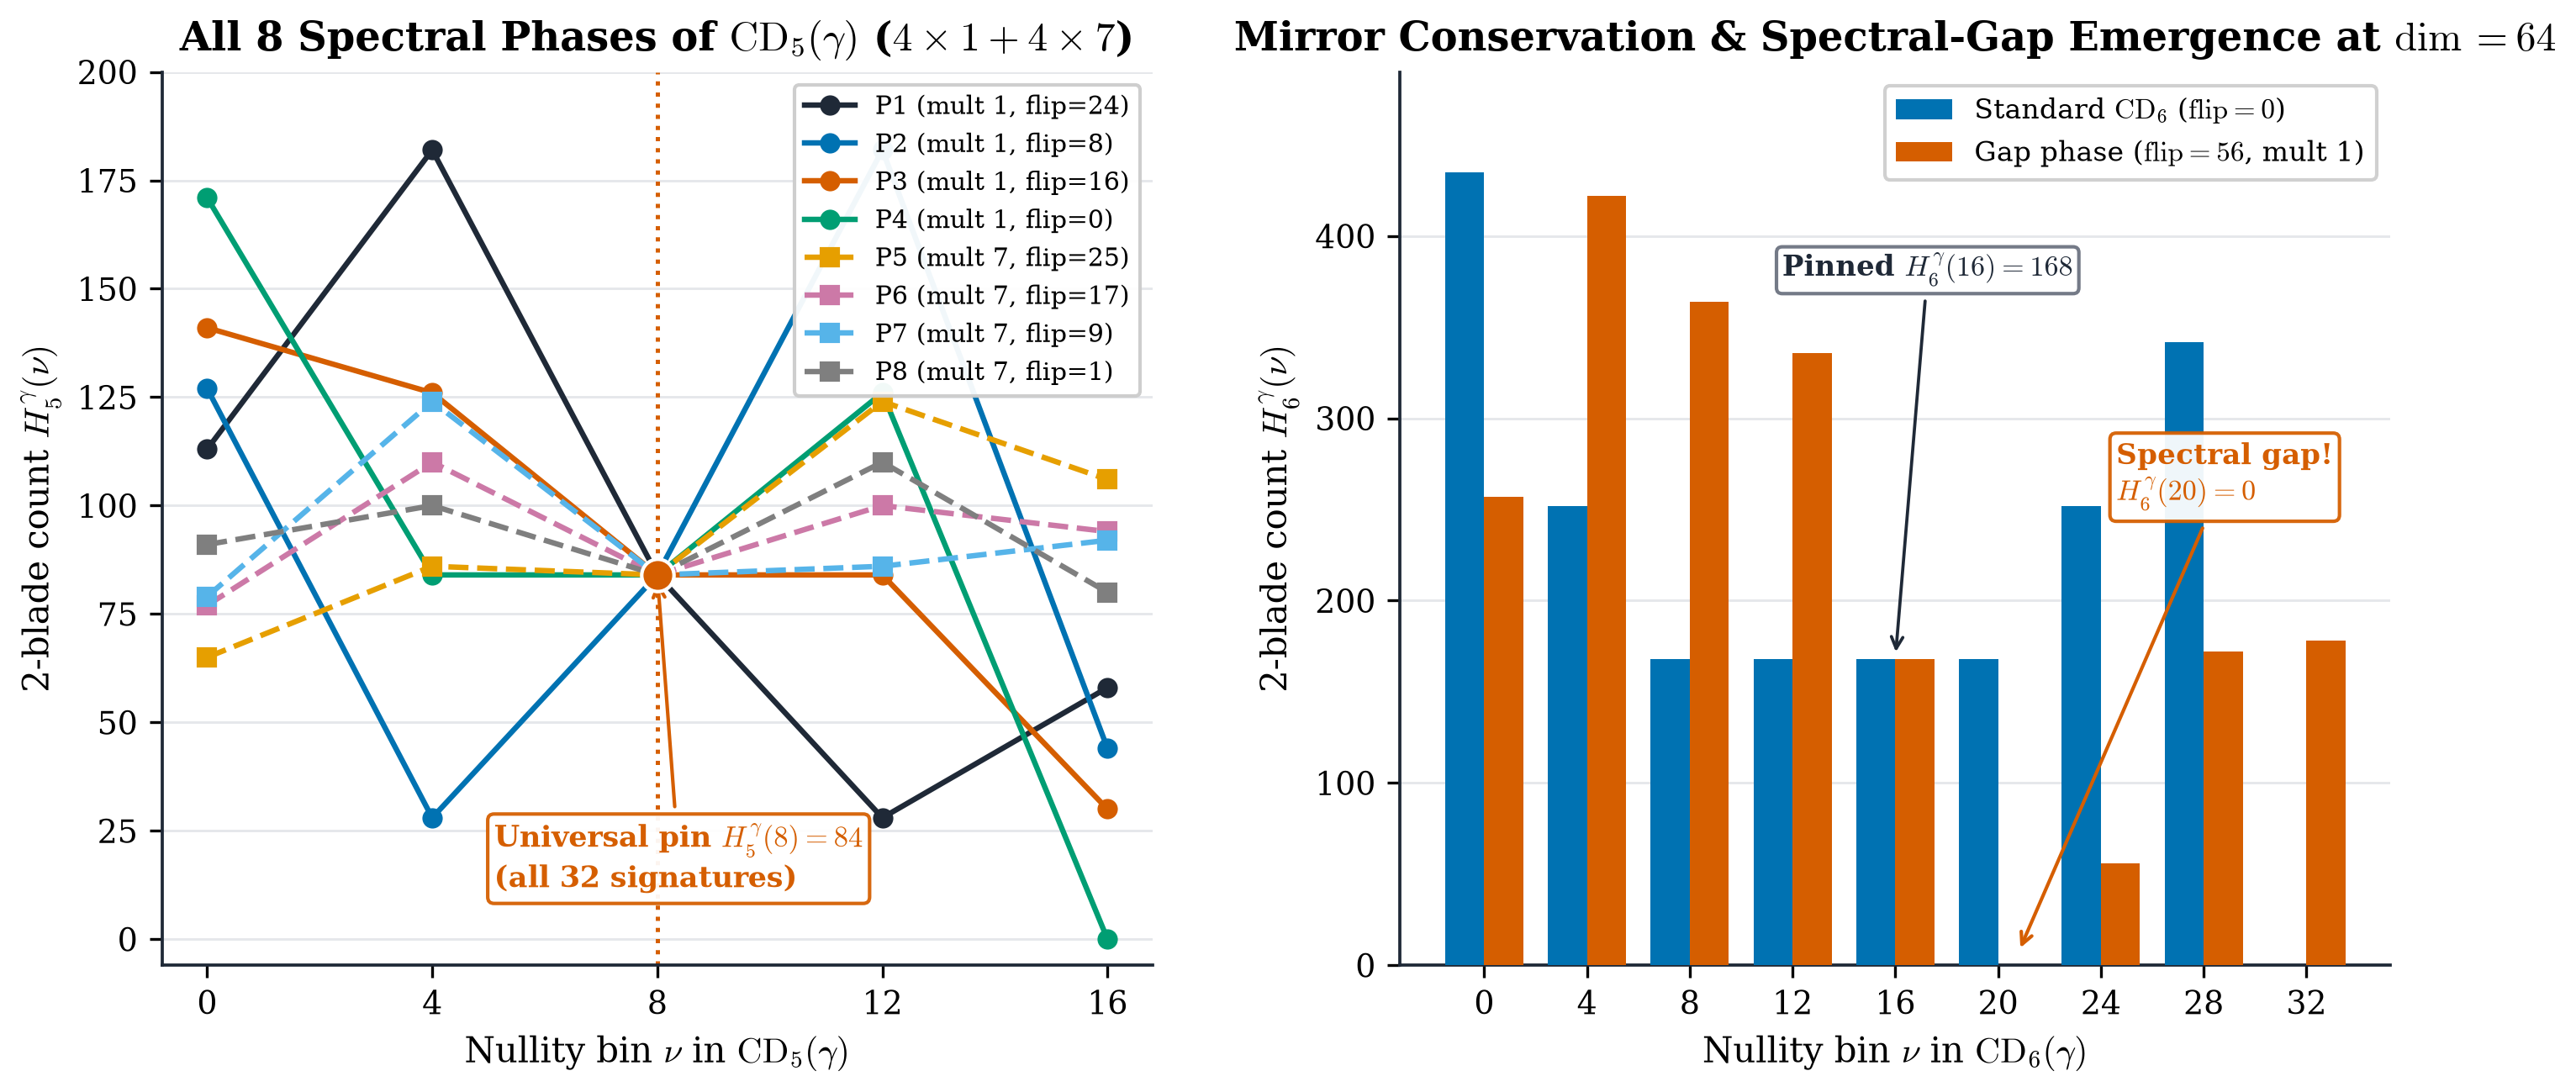 All 8 Spectral Phases of CD₅(γ) (4 × 1 + 4 × 7)
2-blade count H₅^γ(ν)
200
175
150
125
100
75
50
25
0
P1 (mult 1, flip=24)
P2 (mult 1, flip=8)
P3 (mult 1, flip=16)
P4 (mult 1, flip=0)
P5 (mult 7, flip=25)
P6 (mult 7, flip=17)
P7 (mult 7, flip=9)
P8 (mult 7, flip=1)
Universal pin H₅^γ(8) = 84
(all 32 signatures)
0 4 8 12 16
Nullity bin ν in CD₅(γ)
Mirror Conservation & Spectral-Gap Emergence at dim = 64
2-blade count H₆^γ(ν)
400
300
200
100
0
Standard CD₆ (flip = 0)
Gap phase (flip = 56, mult 1)
Pinned H₆^γ(16) = 168
Spectral gap!
H₆^γ(20) = 0
0 4 8 12 16 20 24 28 32
Nullity bin ν in CD₆(γ)